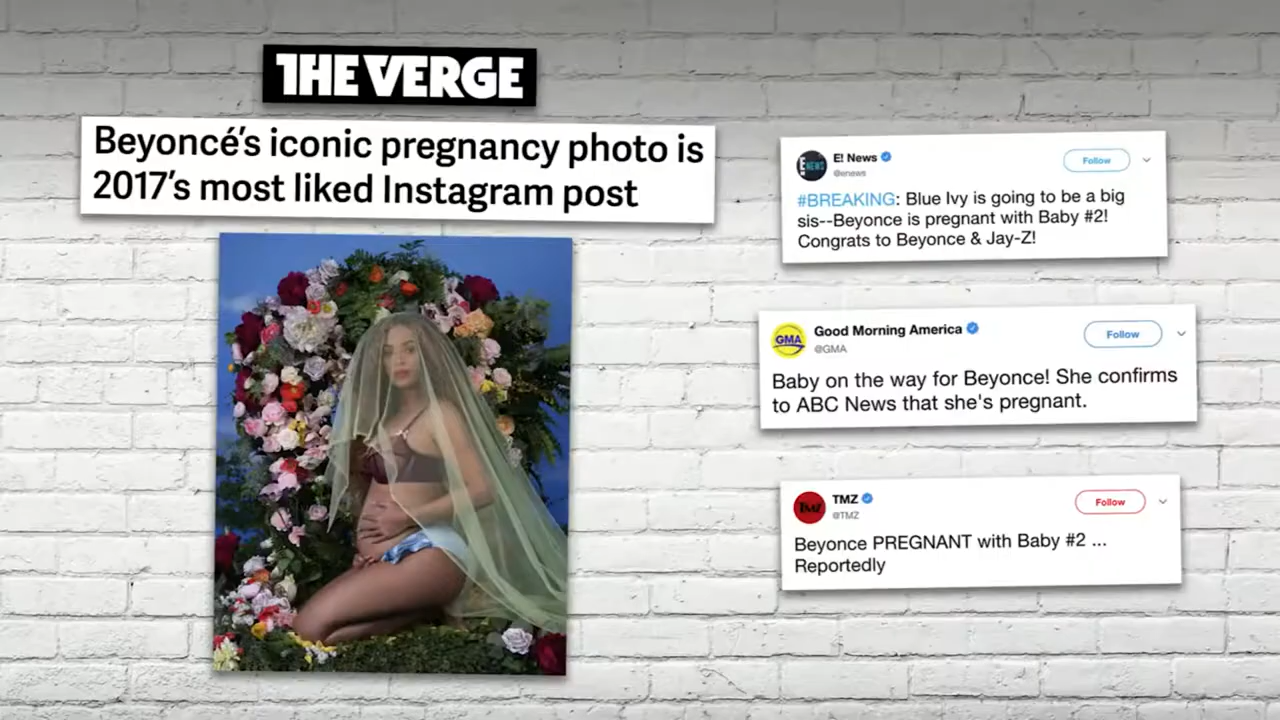 THE VERGE
Beyoncé's iconic pregnancy photo is
2017's most liked Instagram post
E! NEWS
E! News
@enews
Follow
#BREAKING: Blue Ivy is going to be a big
sis--Beyonce is pregnant with Baby #2!
Congrats to Beyonce & Jay-Z!
GMA
Good Morning America
@GMA
Follow
Baby on the way for Beyonce! She confirms
to ABC News that she's pregnant.
TMZ
TMZ
@TMZ
Follow
Beyonce PREGNANT with Baby #2 ...
Reportedly